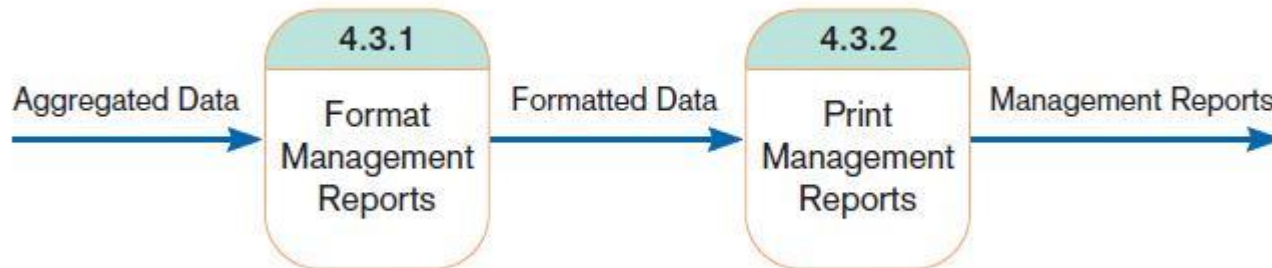 4.3.1
4.3.2
Aggregated Data
Format
Management
Reports
Formatted Data
Print
Management
Reports
Management Reports